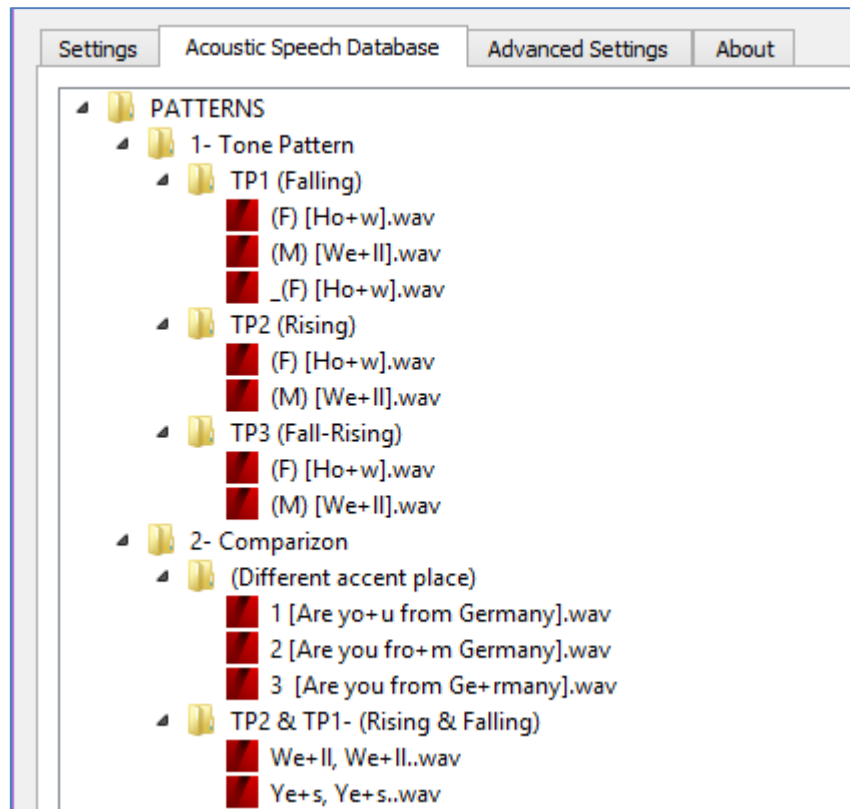 Settings Acoustic Speech Database Advanced Settings About
PATTERNS
1- Tone Pattern
TP1 (Falling)
(F) [Ho+w].wav
(M) [We+ll].wav
_(F) [Ho+w].wav
TP2 (Rising)
(F) [Ho+w].wav
(M) [We+ll].wav
TP3 (Fall-Rising)
(F) [Ho+w].wav
(M) [We+ll].wav
2- Comparizon
(Different accent place)
1 [Are yo+u from Germany].wav
2 [Are you fro+m Germany].wav
3  [Are you from Ge+rmany].wav
TP2 & TP1- (Rising & Falling)
We+ll, We+ll..wav
Ye+s, Ye+s..wav